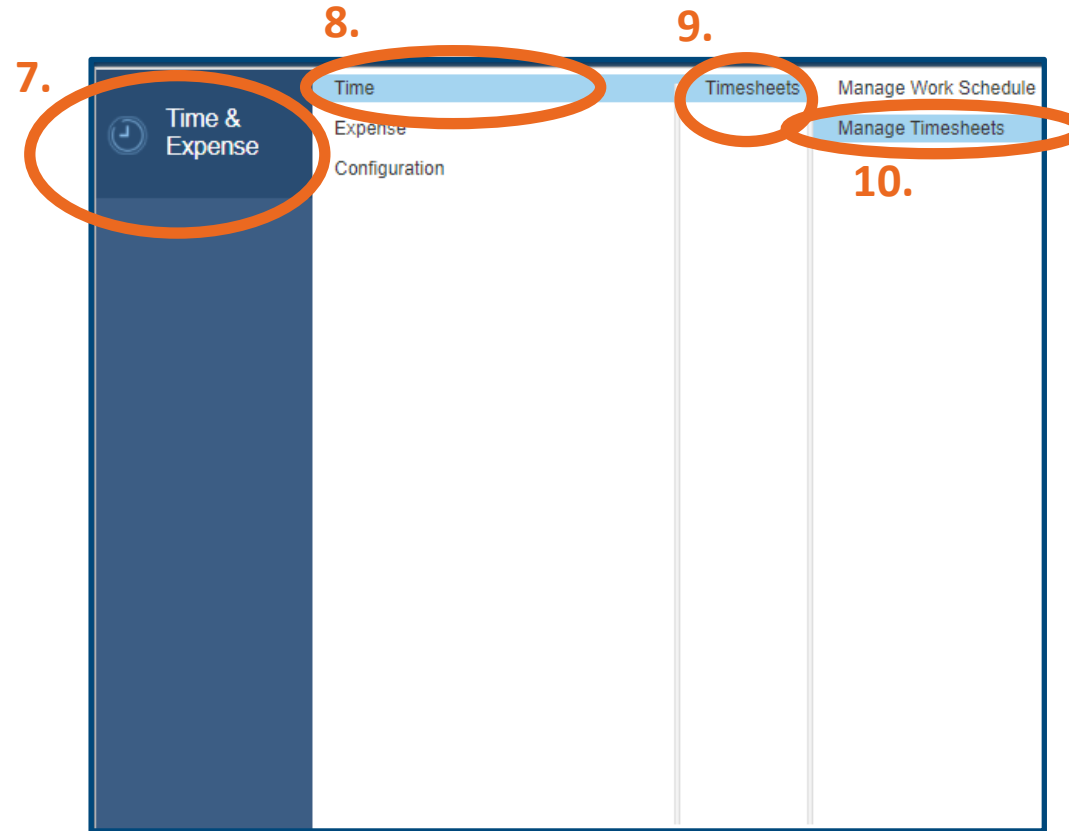 8.
9.
7.
Time &
Expense
Time
Expense
Configuration
Timesheets
Manage Work Schedule
Manage Timesheets
10.